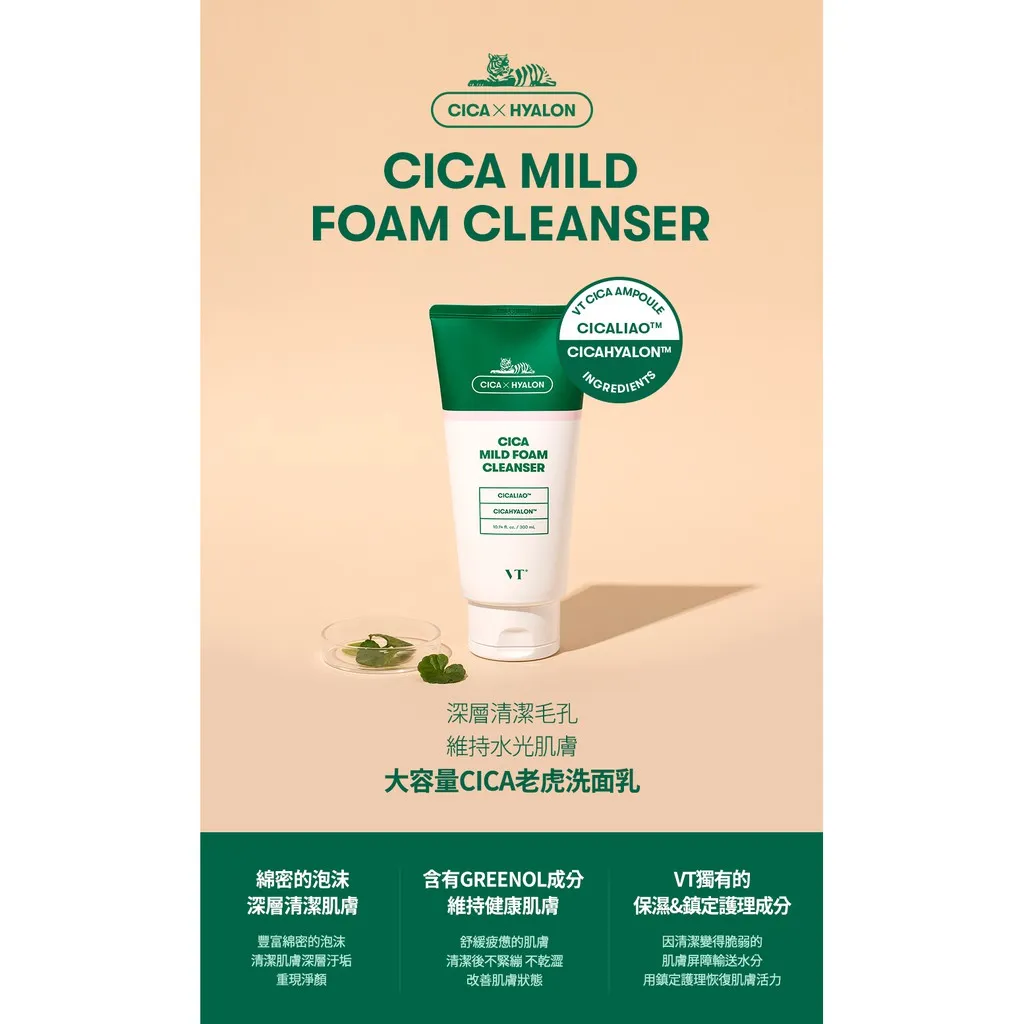 CICA × HYALON
CICA MILD
FOAM CLEANSER
VT CICA AMPOULE
CICALIAO™
CICAHYALON™
INGREDIENTS
CICA × HYALON
CICA
MILD FOAM
CLEANSER
CICALIAO™
CICAHYALON™
10.14 fl. oz. / 300 mL
VT
深層清潔毛孔
維持水光肌膚
大容量CICA老虎洗面乳
綿密的泡沫
深層清潔肌膚
豐富綿密的泡沫
清潔肌膚深層汙垢
重現淨顏
含有GREENOL成分
維持健康肌膚
舒緩疲憊的肌膚
清潔後不緊繃 不乾澀
改善肌膚狀態
VT獨有的
保濕&鎮定護理成分
因清潔變得脆弱的
肌膚屏障輸送水分
用鎮定護理恢復肌膚活力